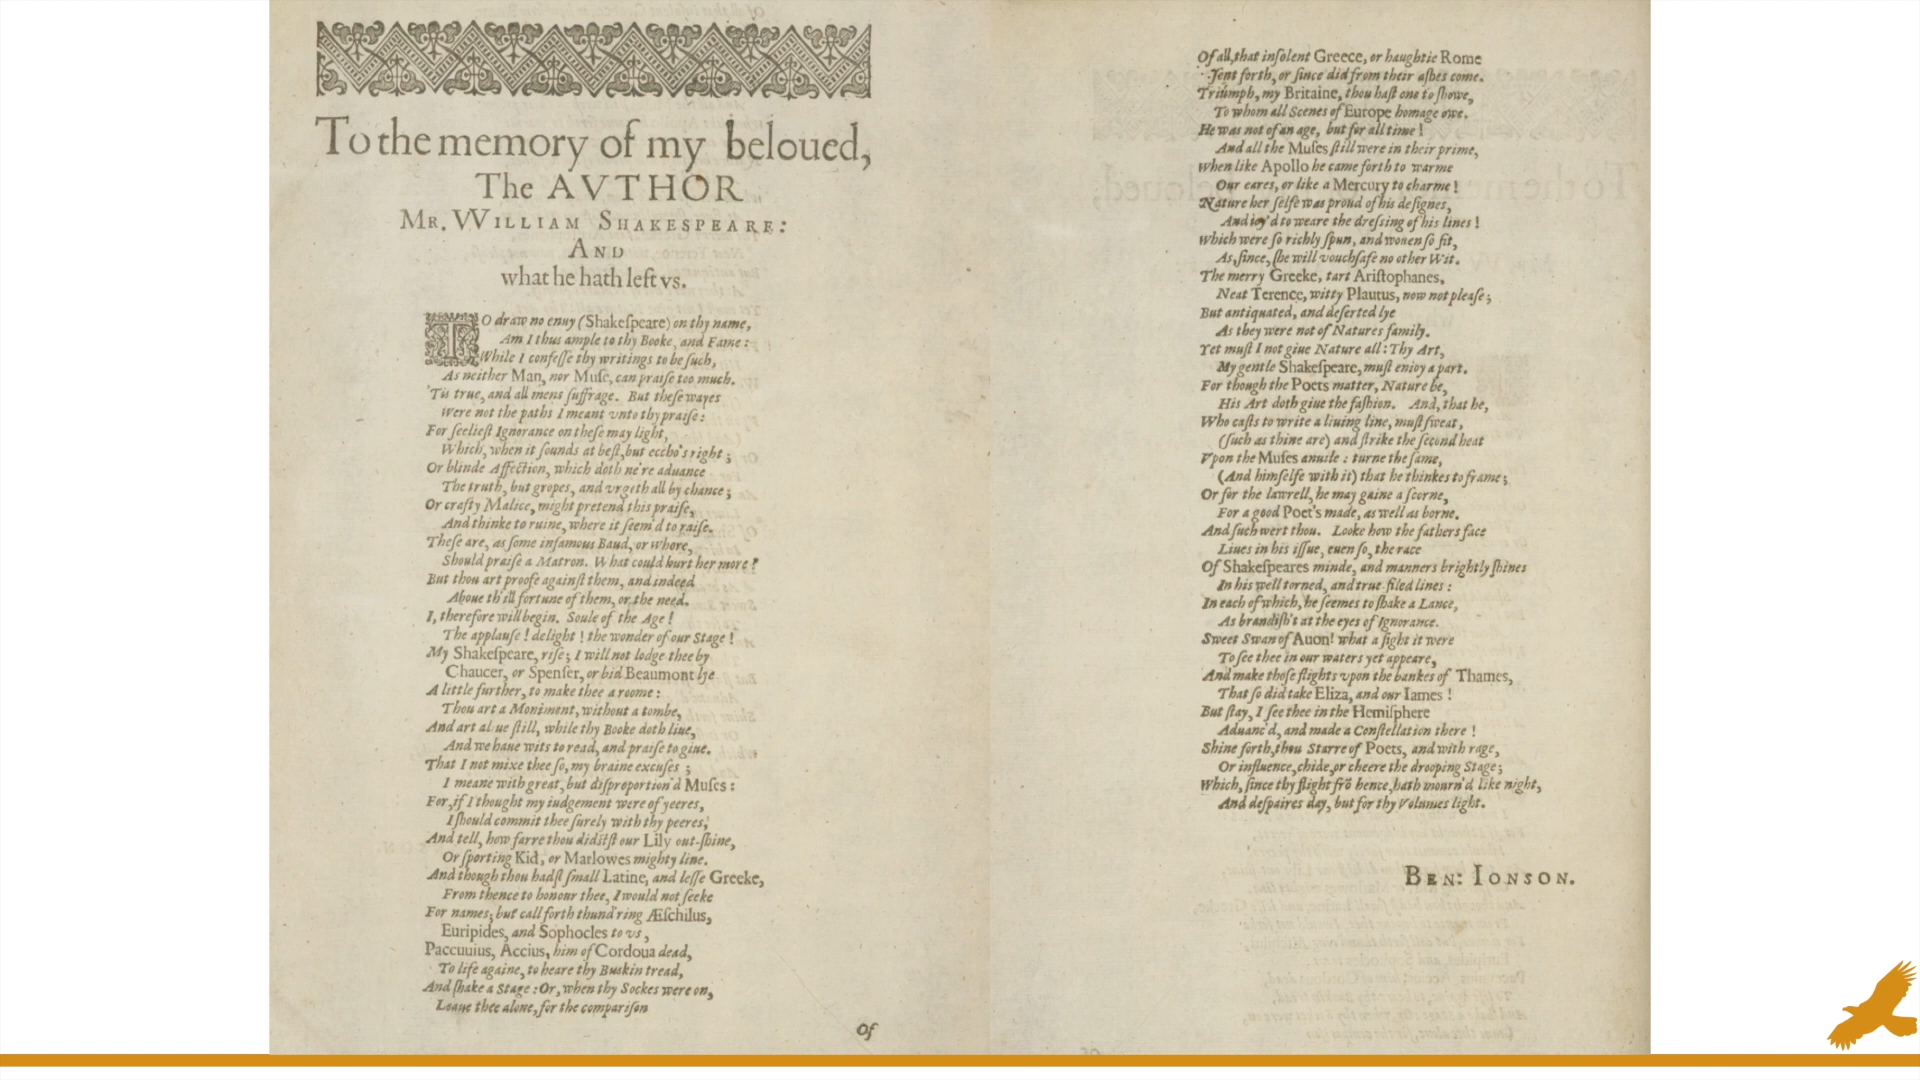 To the memory of my beloued,
The AVTHOR
MR. VVILLIAM SHAKESPEARE:
AND
what he hath left vs.
TO draw no enuy (Shakeſpeare) on thy name,
Am I thus ample to thy Booke, and Fame:
While I confeſſe thy writings to be ſuch,
As neither Man, nor Muſe, can praiſe too much.
'Tis true, and all mens ſuffrage. But theſe wayes
Were not the paths I meant vnto thy praiſe:
For ſeelieſt Ignorance on theſe may light,
Which, when it ſounds at beſt, but eccho's right;
Or blinde Affection, which doth ne're aduance
The truth, but gropes, and vrgeth all by chance;
Or crafty Malice, might pretend this praiſe,
And thinke to ruine, where it ſeem'd to raiſe.
Theſe are, as ſome infamous Baud, or Whore,
Should praiſe a Matron. What could hurt her more?
But thou art proofe againſt them, and indeed
Aboue th'ill fortune of them, or the need.
I, therefore will begin. Soule of the Age!
The applauſe! delight! the wonder of our Stage!
My Shakeſpeare, riſe; I will not lodge thee by
Chaucer, or Spenſer, or bid Beaumont lye
A little further, to make thee a roome:
Thou art a Moniment, without a tombe,
And art aliue ſtill, while thy Booke doth liue,
And we haue wits to read, and praiſe to giue.
That I not mixe thee ſo, my braine excuſes;
I meane with great, but diſproportion'd Muſes:
For, if I thought my iudgement were of yeeres,
I ſhould commit thee ſurely with thy peeres,
And tell, how farre thou didſtſt our Lily out-ſhine,
Or ſporting Kid, or Marlowes mighty line.
And though thou hadſt ſmall Latine, and leſſe Greeke,
From thence to honour thee, I would not ſeeke
For names; but call forth thund'ring Æſchilus,
Euripides, and Sophocles to vs,
Paccuuius, Accius, him of Cordoua dead,
To life againe, to heare thy Buskin tread,
And ſhake a Stage: Or, when thy Sockes were on,
Leaue thee alone, for the compariſon
Of
Of all, that inſolent Greece, or haughtie Rome
ſent forth, or ſince did from their aſhes come.
Triúmph, my Britaine, thou haſt one to ſhowe,
To whom all Scenes of Europe homage owe.
He was not of an age, but for all time!
And all the Muſes ſtill were in their prime,
When like Apollo he came forth to warme
Our eares, or like a Mercury to charme!
Nature her ſelfe was proud of his deſignes,
And ioy'd to weare the dreſſing of his lines!
Which were ſo richly ſpun, and wouen ſo fit,
As, ſince, ſhe will vouchſafe no other Wit.
The merry Greeke, tart Ariſtophanes,
Neat Terence, witty Plautus, now not pleaſe;
But antiquated, and deſerted lye
As they were not of Natures family.
Yet muſt I not giue Nature all: Thy Art,
My gentle Shakeſpeare, muſt enioy a part.
For though the Poets matter, Nature be,
His Art doth giue the faſhion. And, that he,
Who caſts to write a liuing line, muſt ſweat,
(ſuch as thine are) and ſtrike the ſecond heat
Vpon the Muſes anuile: turne the ſame,
(And himſelfe with it) that he thinkes to frame;
Or for the lawrell, he may gaine a ſcorne,
For a good Poet's made, as well as borne.
And ſuch wert thou. Looke how the fathers face
Liues in his iſſue, euen ſo, the race
Of Shakeſpeares minde, and manners brightly ſhines
In his well torned, and true-filed lines:
In each of which, he ſeemes to ſhake a Lance,
As brandiſh't at the eyes of Ignorance.
Sweet Swan of Auon! what a ſight it were
To ſee thee in our waters yet appeare,
And make thoſe flights vpon the bankes of Thames,
That ſo did take Eliza, and our Iames!
But ſtay, I ſee thee in the Hemiſphere
Aduanc'd, and made a Conſtellation there!
Shine forth, thou Starre of Poets, and with rage,
Or influence, chide, or cheere the drooping Stage;
Which, ſince thy flight frō hence, hath mourn'd like night,
And deſpaires day, but for thy Volumes light.
BEN: IONSON.